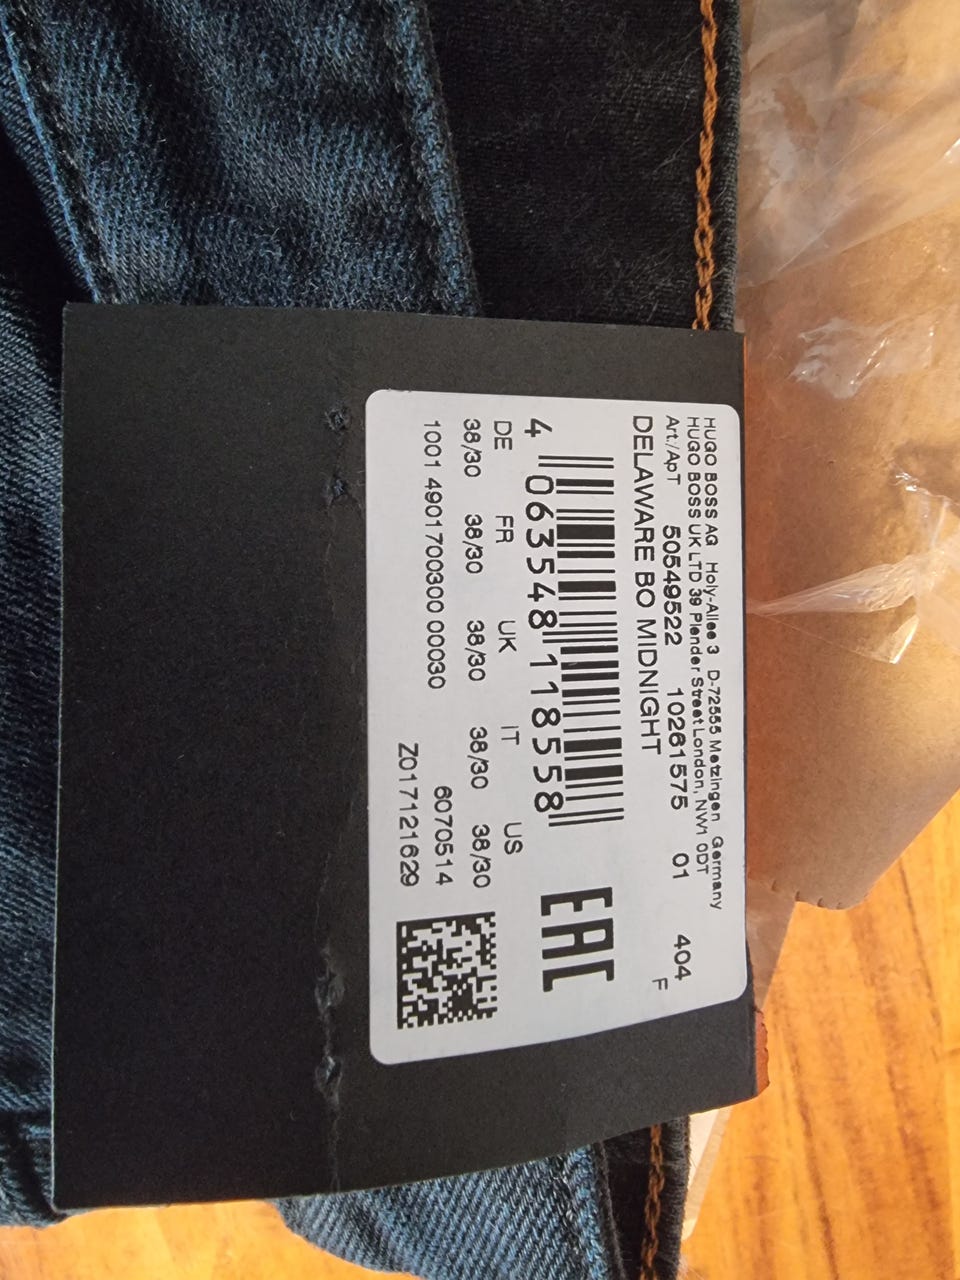 HUGO BOSS AG Holy-Allee 3 D-72555 Metzingen Germany
HUGO BOSS UK LTD 39 Plender Street London, NW1 0DT
Art./Арт 50549522 10261575 01 404
DELAWARE BO MIDNIGHT F
4 063548 118558
EAC
DE FR UK IT US
38/30 38/30 38/30 38/30 38/30
1001 4901700300 00030 6070514
Z017121629